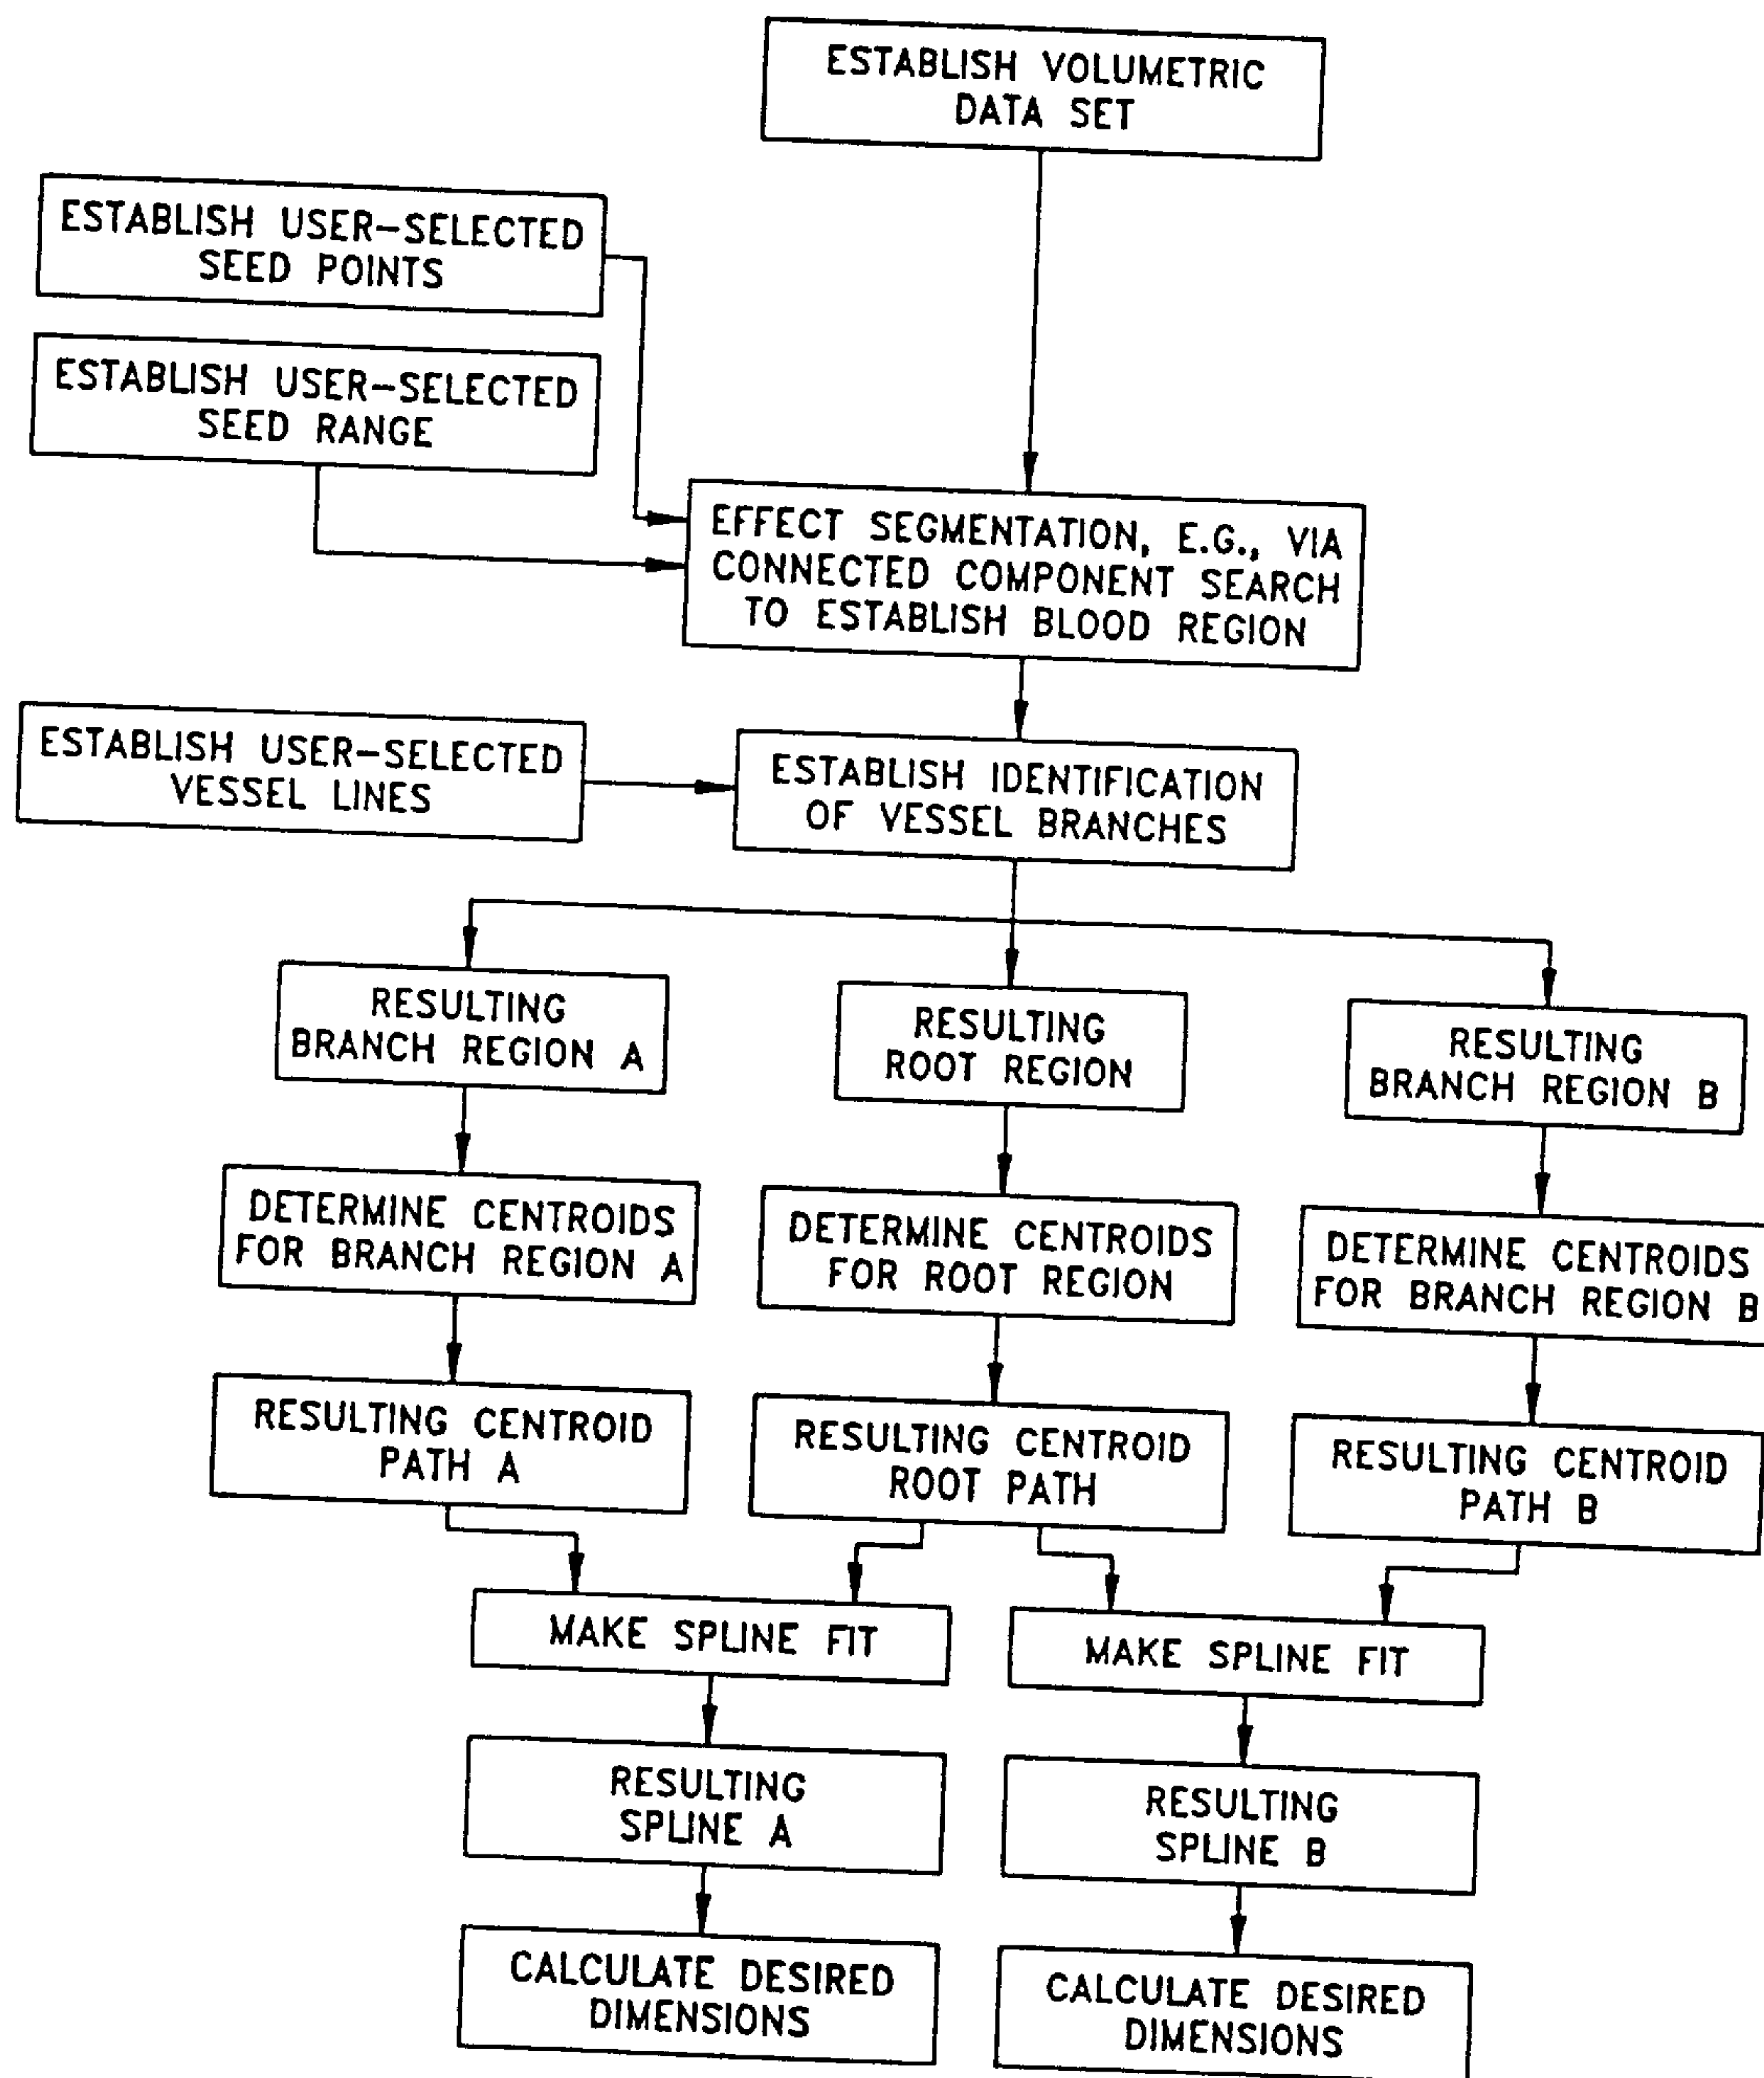 ESTABLISH VOLUMETRIC
DATA SET
ESTABLISH USER-SELECTED
SEED POINTS
ESTABLISH USER-SELECTED
SEED RANGE
EFFECT SEGMENTATION, E.G., VIA
CONNECTED COMPONENT SEARCH
TO ESTABLISH BLOOD REGION
ESTABLISH USER-SELECTED
VESSEL LINES
ESTABLISH IDENTIFICATION
OF VESSEL BRANCHES
RESULTING
BRANCH REGION A
RESULTING
ROOT REGION
RESULTING
BRANCH REGION B
DETERMINE CENTROIDS
FOR BRANCH REGION A
DETERMINE CENTROIDS
FOR ROOT REGION
DETERMINE CENTROIDS
FOR BRANCH REGION B
RESULTING CENTROID
PATH A
RESULTING CENTROID
ROOT PATH
RESULTING CENTROID
PATH B
MAKE SPLINE FIT
MAKE SPLINE FIT
RESULTING
SPLINE A
RESULTING
SPLINE B
CALCULATE DESIRED
DIMENSIONS
CALCULATE DESIRED
DIMENSIONS